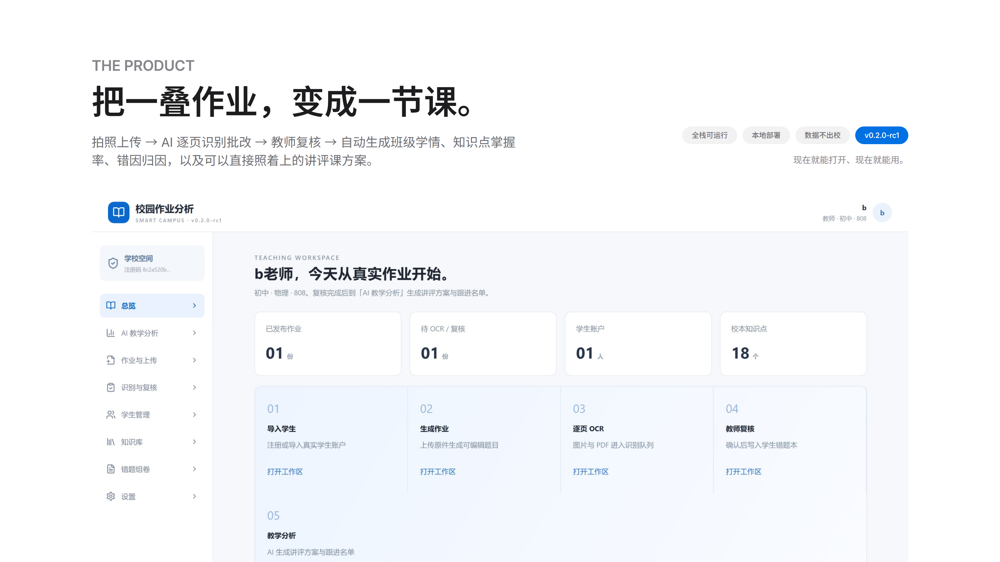 THE PRODUCT
把一叠作业，变成一节课。
拍照上传 → AI 逐页识别批改 → 教师复核 → 自动生成班级学情、知识点掌握
率、错因归因，以及可以直接照着上的讲评课方案。
全栈可运行 本地部署 数据不出校 v0.2.0-rc1
现在就能打开、现在就能用。
校园作业分析
SMART CAMPUS · v0.2.0-rc1
b
教师 · 初中 · 808
b
学校空间
注册码 8c2a520b...
总览
AI 教学分析
作业与上传
识别与复核
学生管理
知识库
错题组卷
设置
TEACHING WORKSPACE
b老师，今天从真实作业开始。
初中 · 物理 · 808。复核完成后到「AI 教学分析」生成讲评方案与跟进名单。
已发布作业
01 份
待 OCR / 复核
01 份
学生账户
01 人
校本知识点
18 个
01
导入学生
注册或导入真实学生账户
打开工作区
02
生成作业
上传原件生成可编辑题目
打开工作区
03
逐页 OCR
图片与 PDF 进入识别队列
打开工作区
04
教师复核
确认后写入学生错题本
打开工作区
05
教学分析
AI 生成讲评方案与跟进名单